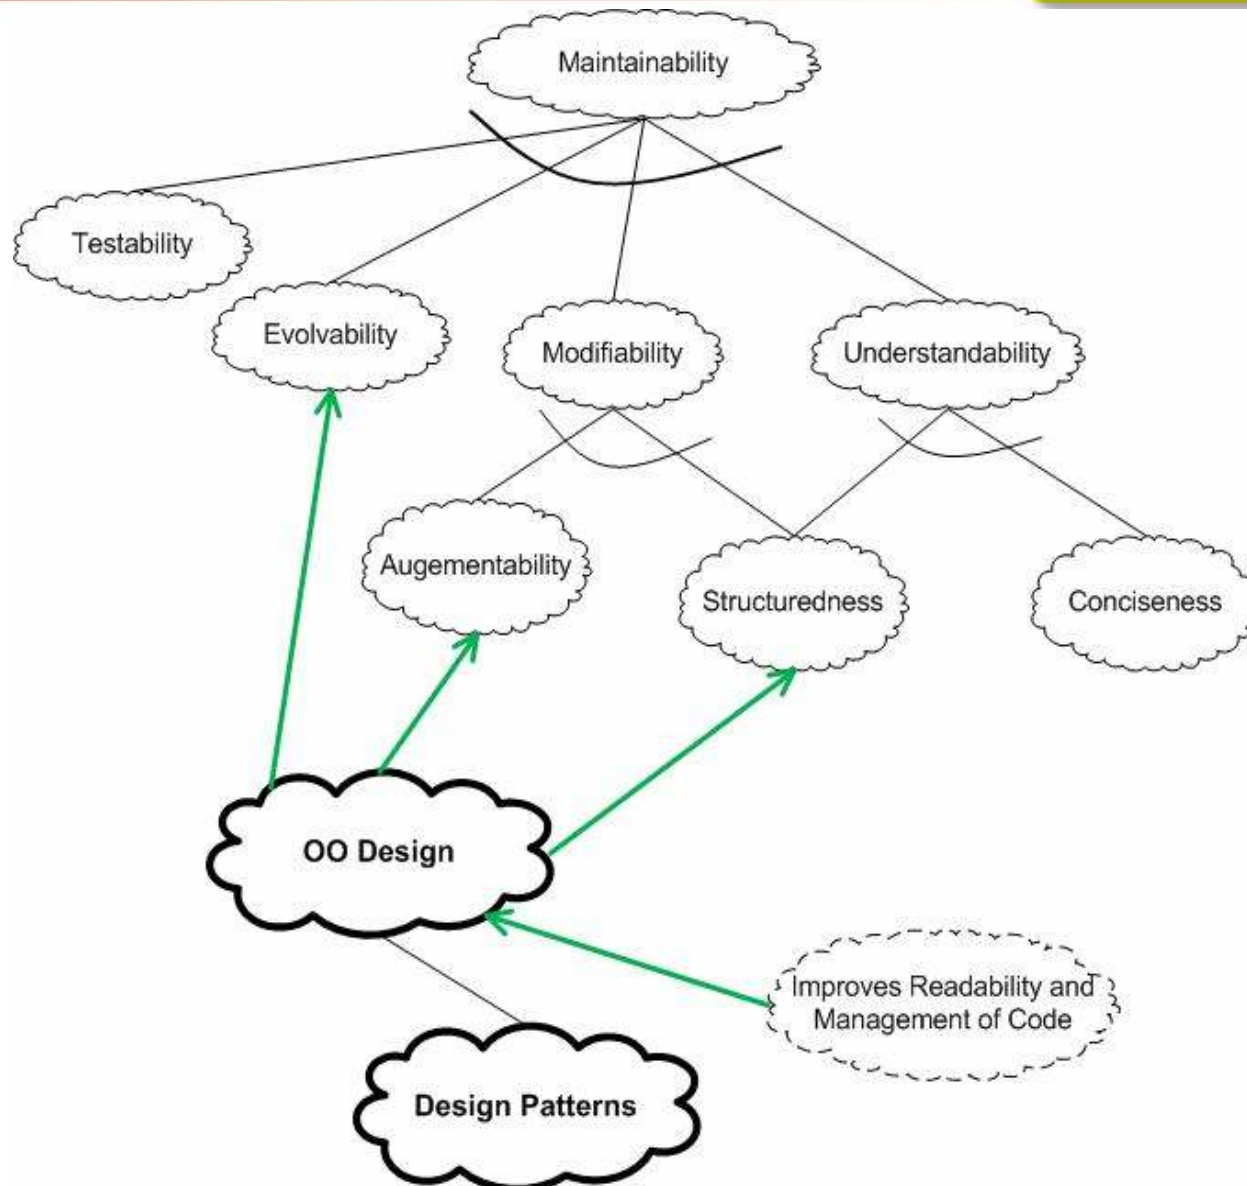 Maintainability
Testability
Evolvability
Modifiability
Understandability
Augementability
Structuredness
Conciseness
OO Design
Improves Readability and
Management of Code
Design Patterns